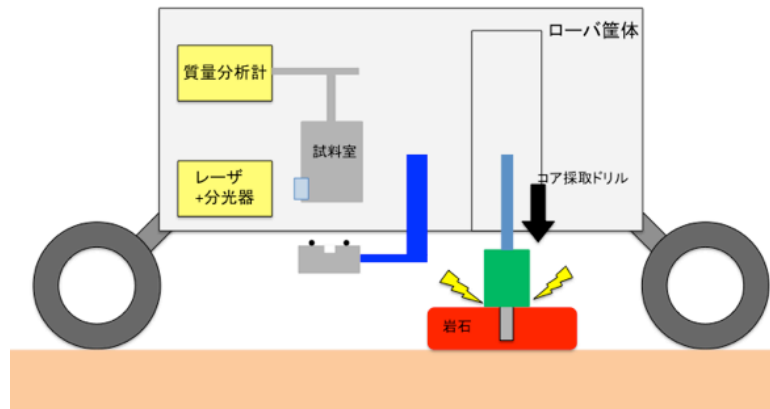 ローバ筐体
質量分析計
試料室
レーザ
+分光器
コア採取ドリル
岩石